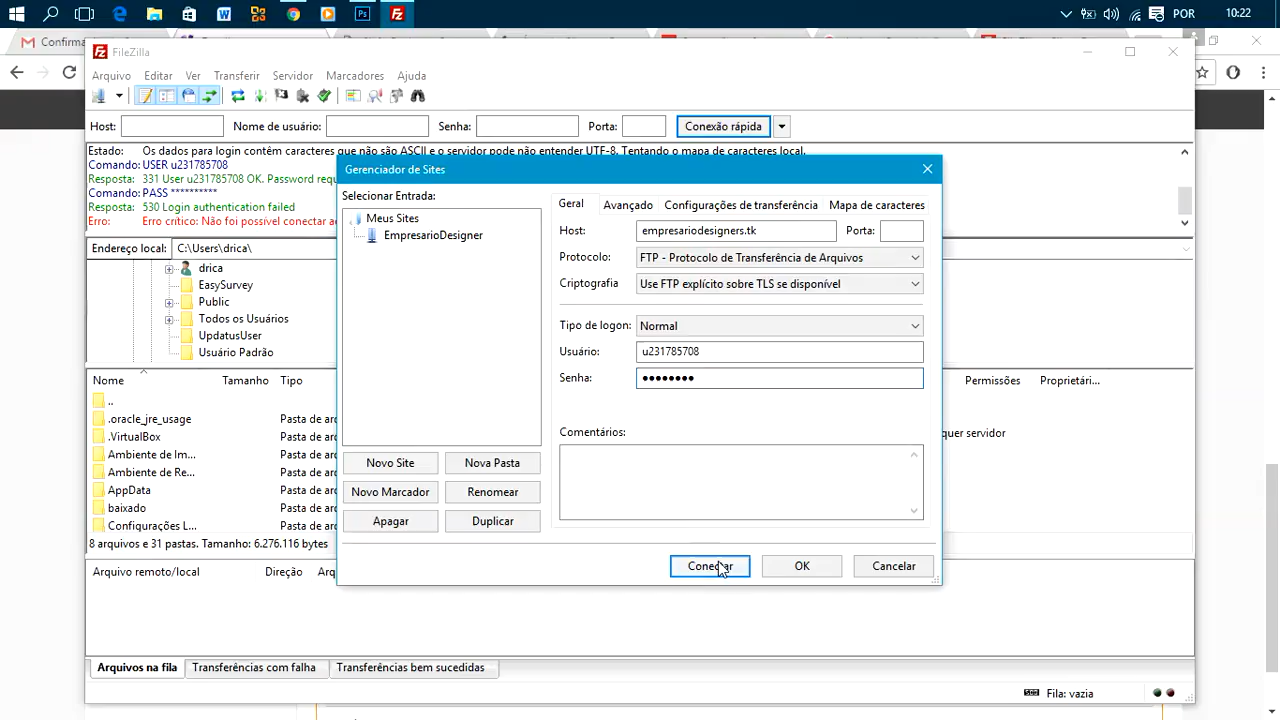 POR
10:22
Confirma
FileZilla
Arquivo Editar Ver Transferir Servidor Marcadores Ajuda
Host: Nome de usuário: Senha: Porta: Conexão rápida
Estado: Os dados para login contêm caracteres que não são ASCII e o servidor pode não entender UTF-8. Tentando o mapa de caracteres local.
Comando: USER u231785708
Resposta: 331 User u231785708 OK. Password requ
Comando: PASS **********
Resposta: 530 Login authentication failed
Erro: Erro crítico: Não foi possível conectar ao
Endereço local: C:\Users\drica\
drica
EasySurvey
Public
Todos os Usuários
UpdatusUser
Usuário Padrão
Nome Tamanho Tipo
..
.oracle_jre_usage Pasta de arq
.VirtualBox Pasta de arq
Ambiente de Im... Pasta de arq
Ambiente de Re... Pasta de arq
AppData Pasta de arq
baixado Pasta de arq
Configurações L... Pasta de arq
8 arquivos e 31 pastas. Tamanho: 6.276.116 bytes
Permissões Proprietári...
quer servidor
Gerenciador de Sites
Selecionar Entrada:
Meus Sites
EmpresarioDesigner
Novo Site Nova Pasta
Novo Marcador Renomear
Apagar Duplicar
Geral Avançado Configurações de transferência Mapa de caracteres
Host: empresariodesigners.tk Porta:
Protocolo: FTP - Protocolo de Transferência de Arquivos
Criptografia Use FTP explícito sobre TLS se disponível
Tipo de logon: Normal
Usuário: u231785708
Senha: ●●●●●●●●
Comentários:
Conectar OK Cancelar
Arquivo remoto/local Direção Arq
Arquivos na fila Transferências com falha Transferências bem sucedidas
Fila: vazia